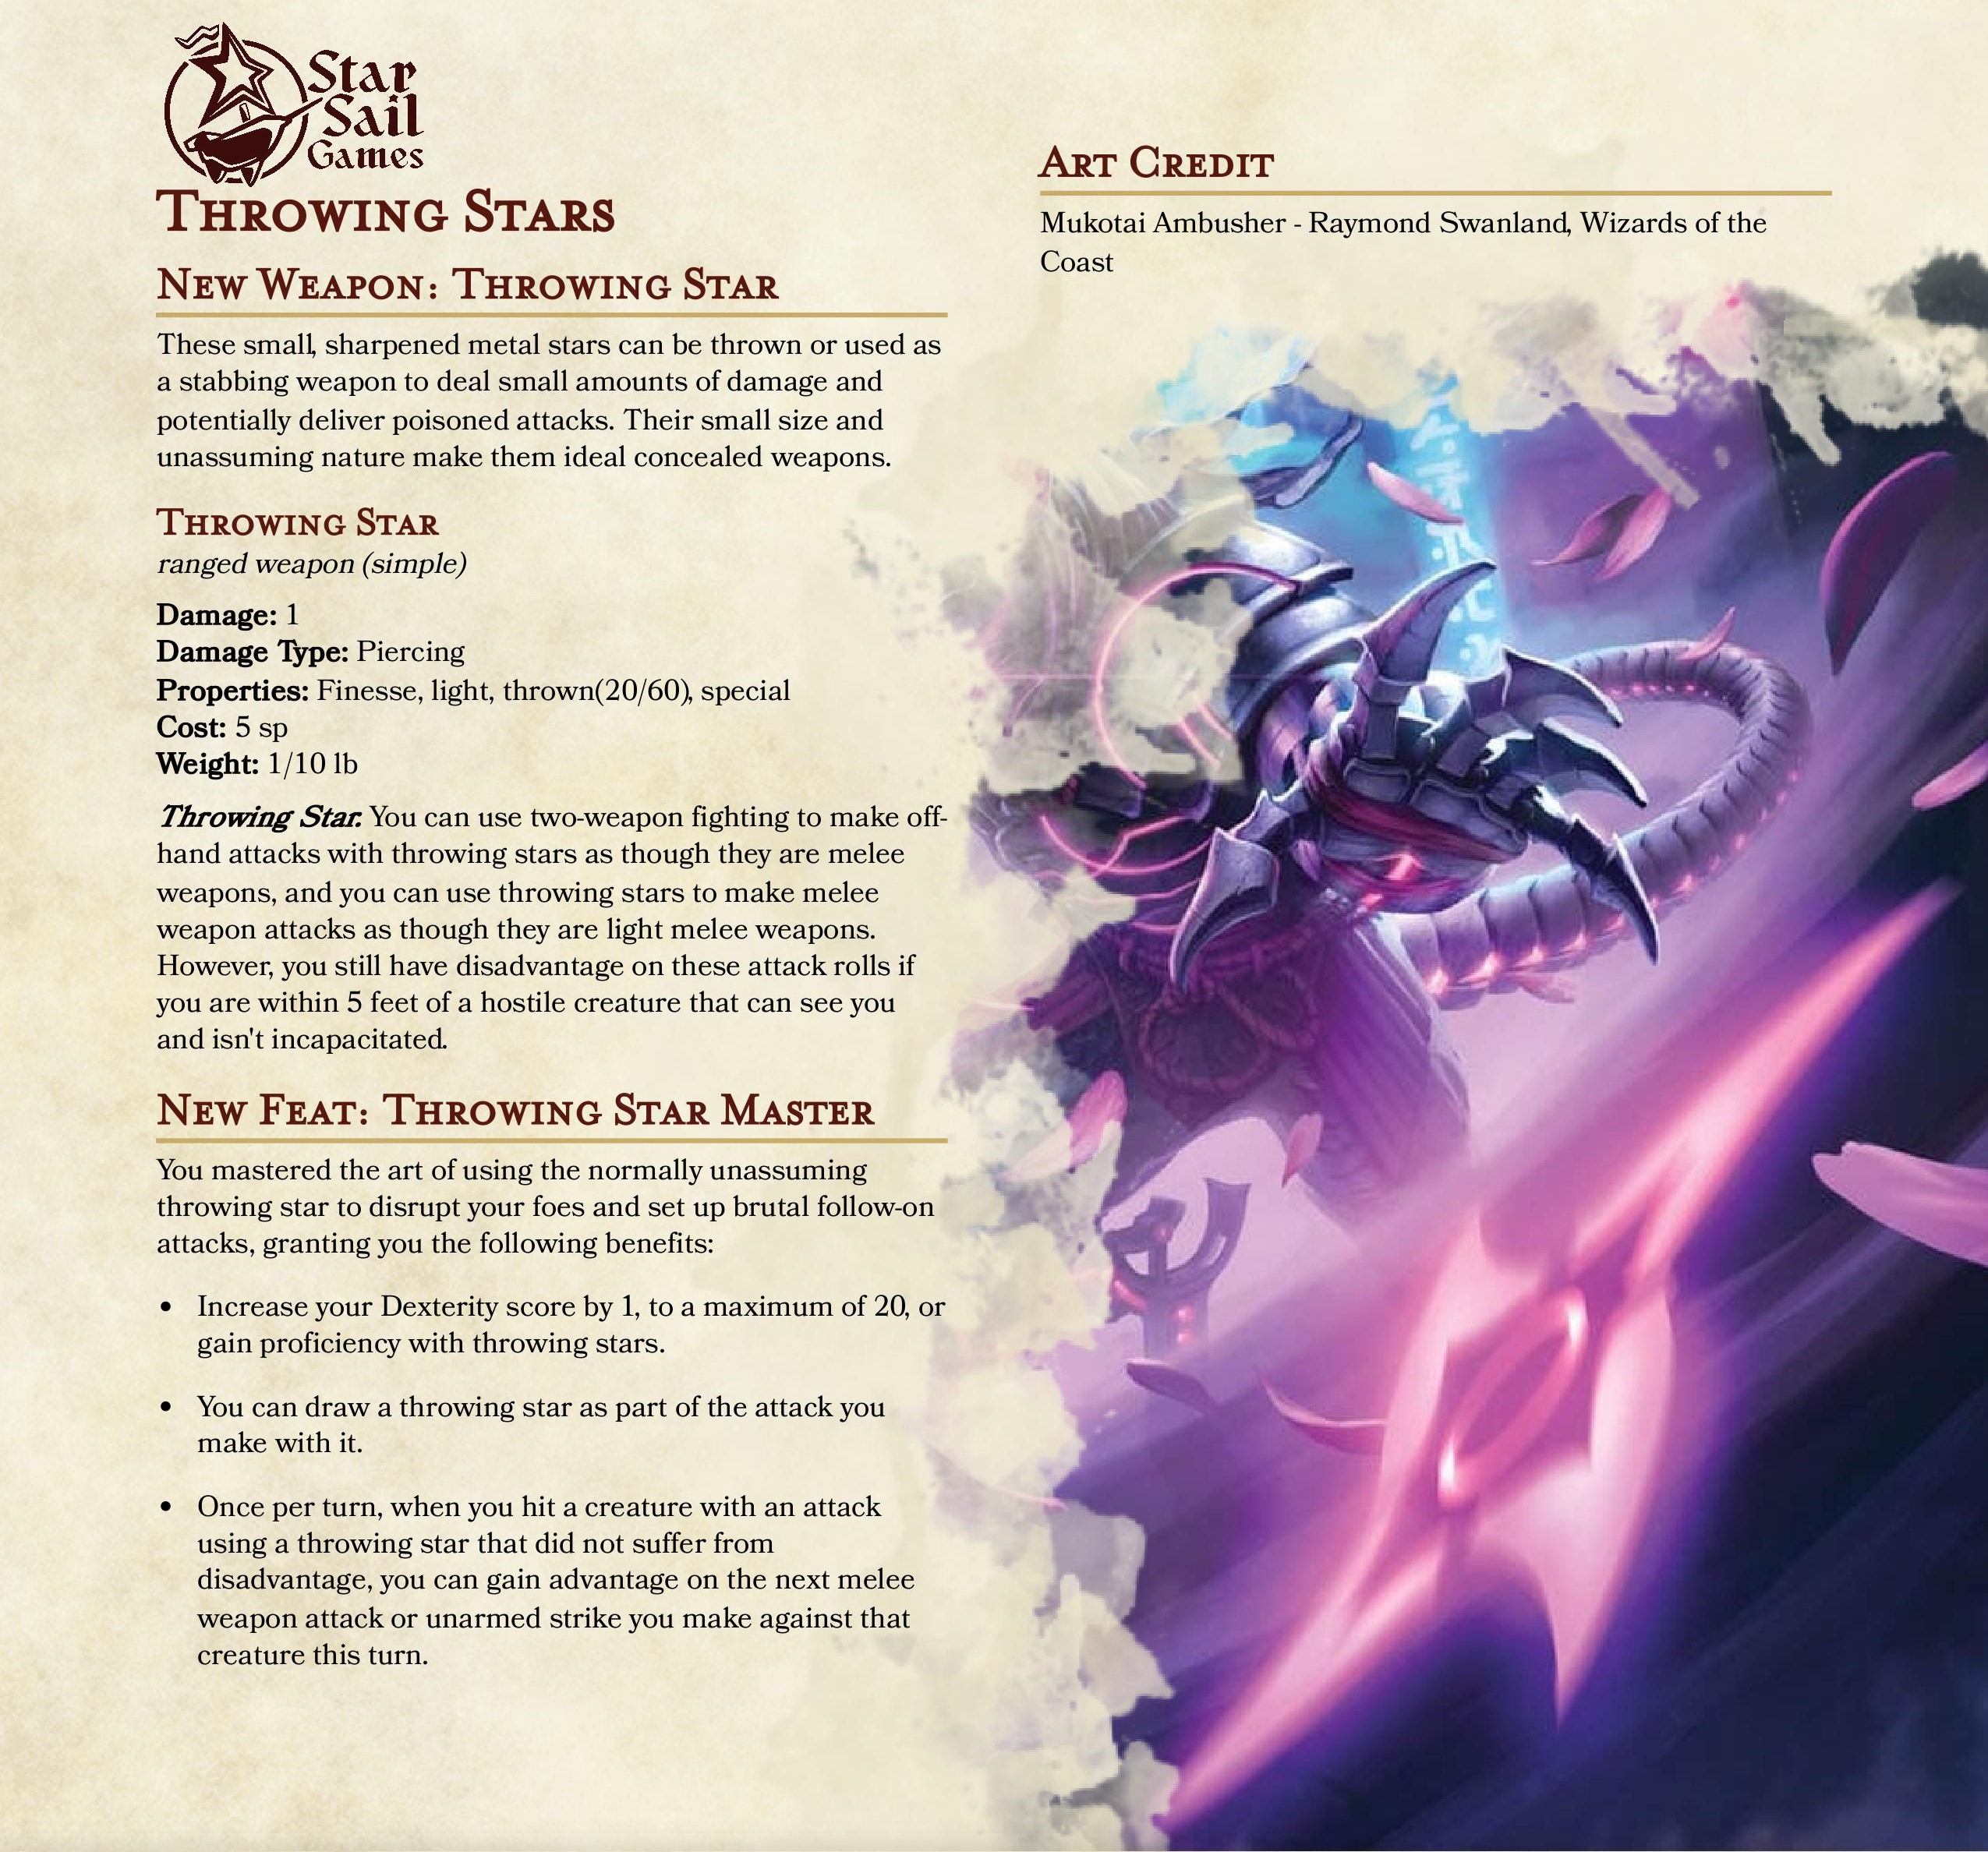 Star
Sail
Games
Throwing Stars
New Weapon: Throwing Star
These small, sharpened metal stars can be thrown or used as
a stabbing weapon to deal small amounts of damage and
potentially deliver poisoned attacks. Their small size and
unassuming nature make them ideal concealed weapons.
Throwing Star
ranged weapon (simple)
Damage: 1
Damage Type: Piercing
Properties: Finesse, light, thrown(20/60), special
Cost: 5 sp
Weight: 1/10 lb
Throwing Star. You can use two-weapon fighting to make off-
hand attacks with throwing stars as though they are melee
weapons, and you can use throwing stars to make melee
weapon attacks as though they are light melee weapons.
However, you still have disadvantage on these attack rolls if
you are within 5 feet of a hostile creature that can see you
and isn't incapacitated.
New Feat: Throwing Star Master
You mastered the art of using the normally unassuming
throwing star to disrupt your foes and set up brutal follow-on
attacks, granting you the following benefits:
• Increase your Dexterity score by 1, to a maximum of 20, or
gain proficiency with throwing stars.
• You can draw a throwing star as part of the attack you
make with it.
• Once per turn, when you hit a creature with an attack
using a throwing star that did not suffer from
disadvantage, you can gain advantage on the next melee
weapon attack or unarmed strike you make against that
creature this turn.
Art Credit
Mukotai Ambusher - Raymond Swanland, Wizards of the
Coast